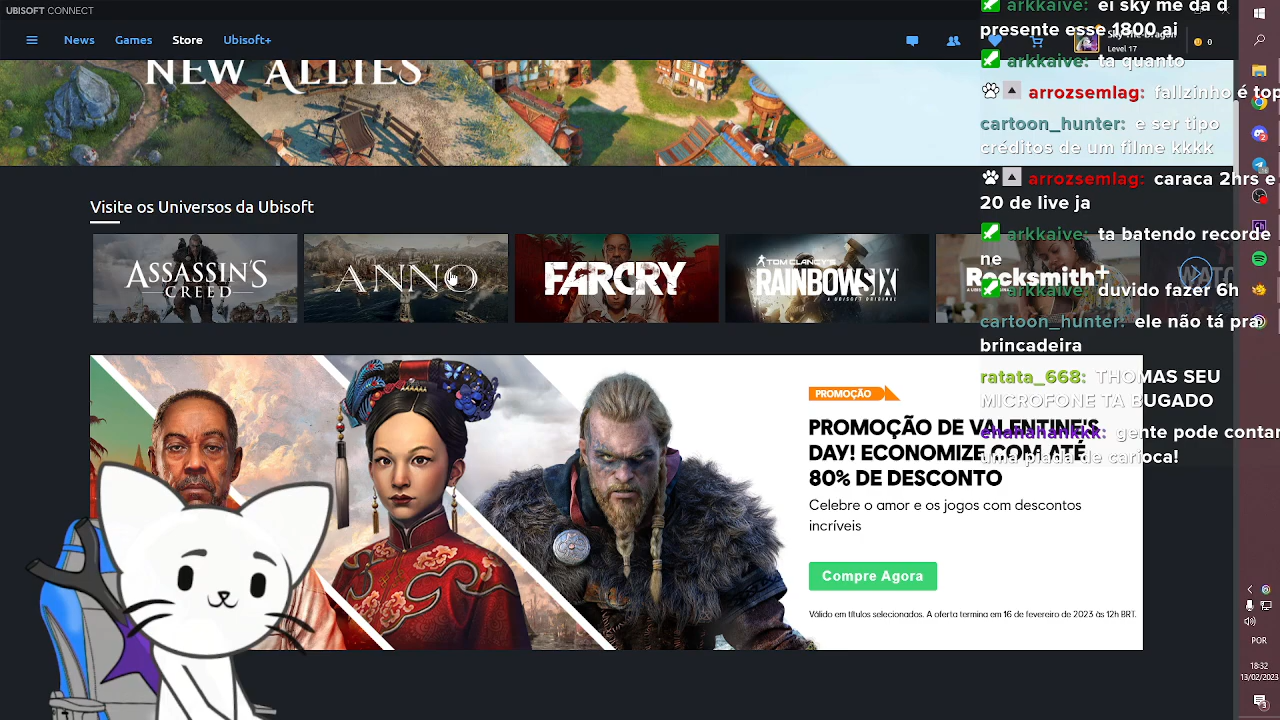 UBISOFT CONNECT
News
Games
Store
Ubisoft+
Level 17
0
NEW ALLIES
Visite os Universos da Ubisoft
ASSASSIN'S
CREED
ANNO
FARCRY
TOM CLANCY'S
RAINBOW SIX
A UBISOFT ORIGINAL
Rocksmith+
PROMOÇÃO
PROMOÇÃO DE VALENTINE'S
DAY! ECONOMIZE COM ATÉ
80% DE DESCONTO
Celebre o amor e os jogos com descontos
incríveis
Compre Agora
Válido em títulos selecionados. A oferta termina em 16 de fevereiro de 2023 às 12h BRT.
arkkaive: ei sky me da d
presente esse 1800 ai
arkkaive: ta quanto
arrozsemlag: fallzinho é top
cartoon_hunter: e ser tipo
créditos de um filme kkkk
arrozsemlag: caraca 2hrs e
20 de live ja
arkkaive: ta batendo recorde
ne
arkkaive: duvido fazer 6h
cartoon_hunter: ele não tá pra
brincadeira
ratata_668: THOMAS SEU
MICROFONE TA BUGADO
ehahahankkk: gente pode contar
uma piada de carioca!
POR
18:32
13/02/2023